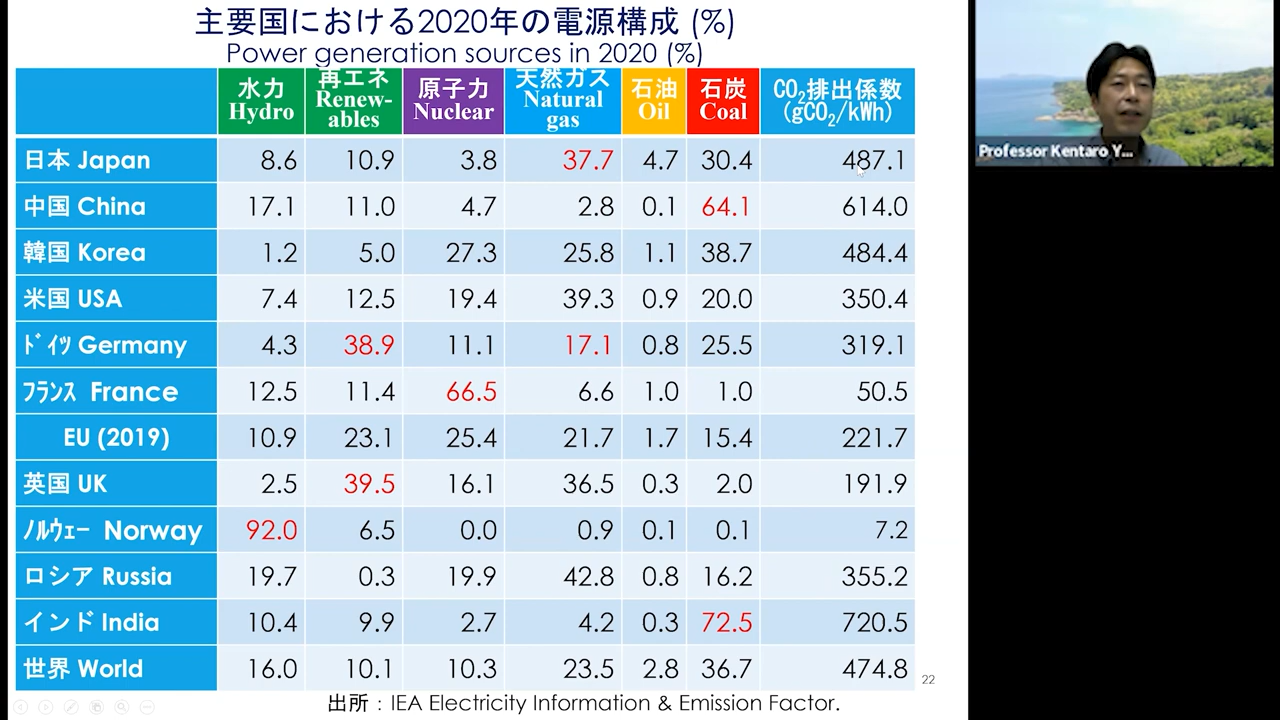 主要国における2020年の電源構成 (%)
Power generation sources in 2020 (%)
水力 Hydro 再エネ Renew-ables 原子力 Nuclear 天然ガス Natural gas 石油 Oil 石炭 Coal CO2排出係数 (gCO2/kWh)
日本 Japan 8.6 10.9 3.8 37.7 4.7 30.4 487.1
中国 China 17.1 11.0 4.7 2.8 0.1 64.1 614.0
韓国 Korea 1.2 5.0 27.3 25.8 1.1 38.7 484.4
米国 USA 7.4 12.5 19.4 39.3 0.9 20.0 350.4
ﾄﾞｲﾂ Germany 4.3 38.9 11.1 17.1 0.8 25.5 319.1
ﾌﾗﾝｽ France 12.5 11.4 66.5 6.6 1.0 1.0 50.5
EU (2019) 10.9 23.1 25.4 21.7 1.7 15.4 221.7
英国 UK 2.5 39.5 16.1 36.5 0.3 2.0 191.9
ﾉﾙｳｪｰ Norway 92.0 6.5 0.0 0.9 0.1 0.1 7.2
ロシア Russia 19.7 0.3 19.9 42.8 0.8 16.2 355.2
インド India 10.4 9.9 2.7 4.2 0.3 72.5 720.5
世界 World 16.0 10.1 10.3 23.5 2.8 36.7 474.8
22
出所：IEA Electricity Information & Emission Factor.
Professor Kentaro Y...